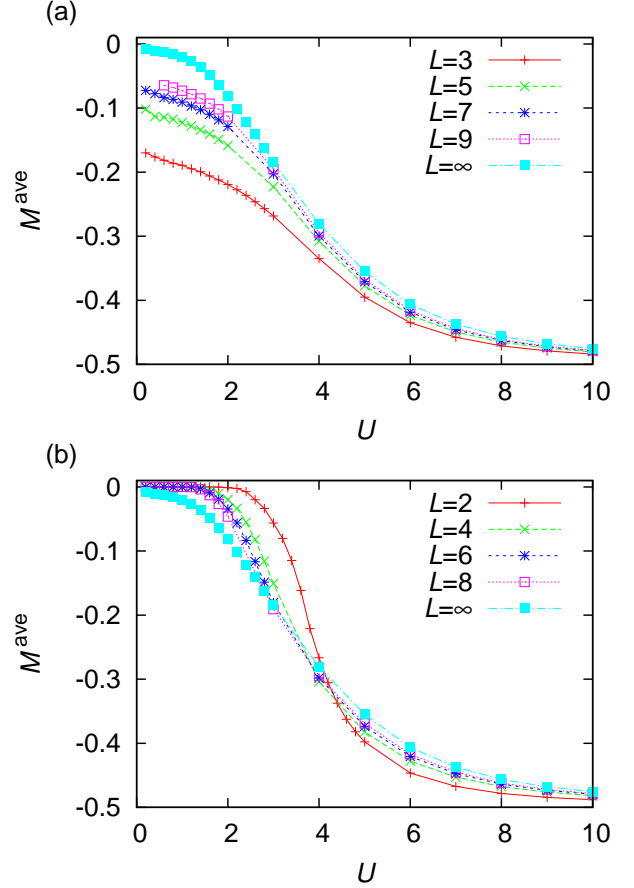 (a)
0
-0.1
-0.2
-0.3
-0.4
-0.5
M^ave
0 2 4 6 8 10
U
L=3
L=5
L=7
L=9
L=∞
(b)
0
-0.1
-0.2
-0.3
-0.4
-0.5
M^ave
0 2 4 6 8 10
U
L=2
L=4
L=6
L=8
L=∞